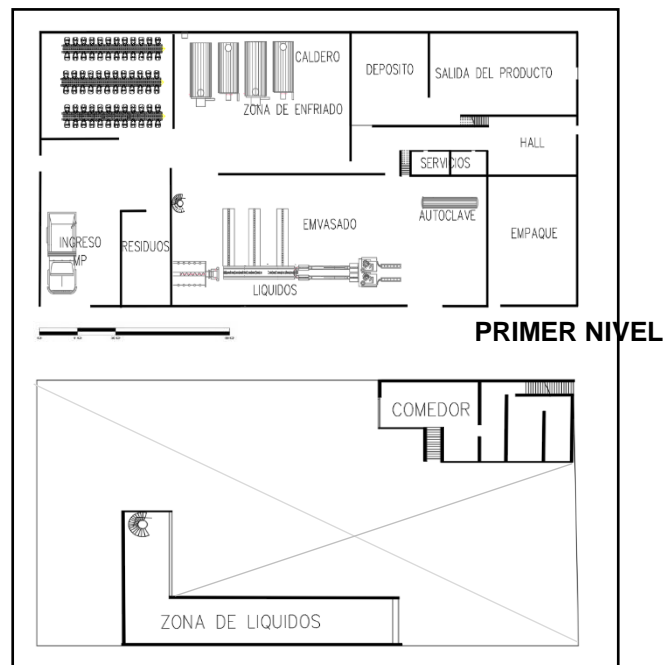 CALDERO
DEPOSITO
SALIDA DEL PRODUCTO
ZONA DE ENFRIADO
HALL
SERVICIOS
AUTOCLAVE
EMVASADO
EMPAQUE
INGRESO
MP
RESIDUOS
LIQUIDOS
PRIMER NIVEL
COMEDOR
ZONA DE LIQUIDOS